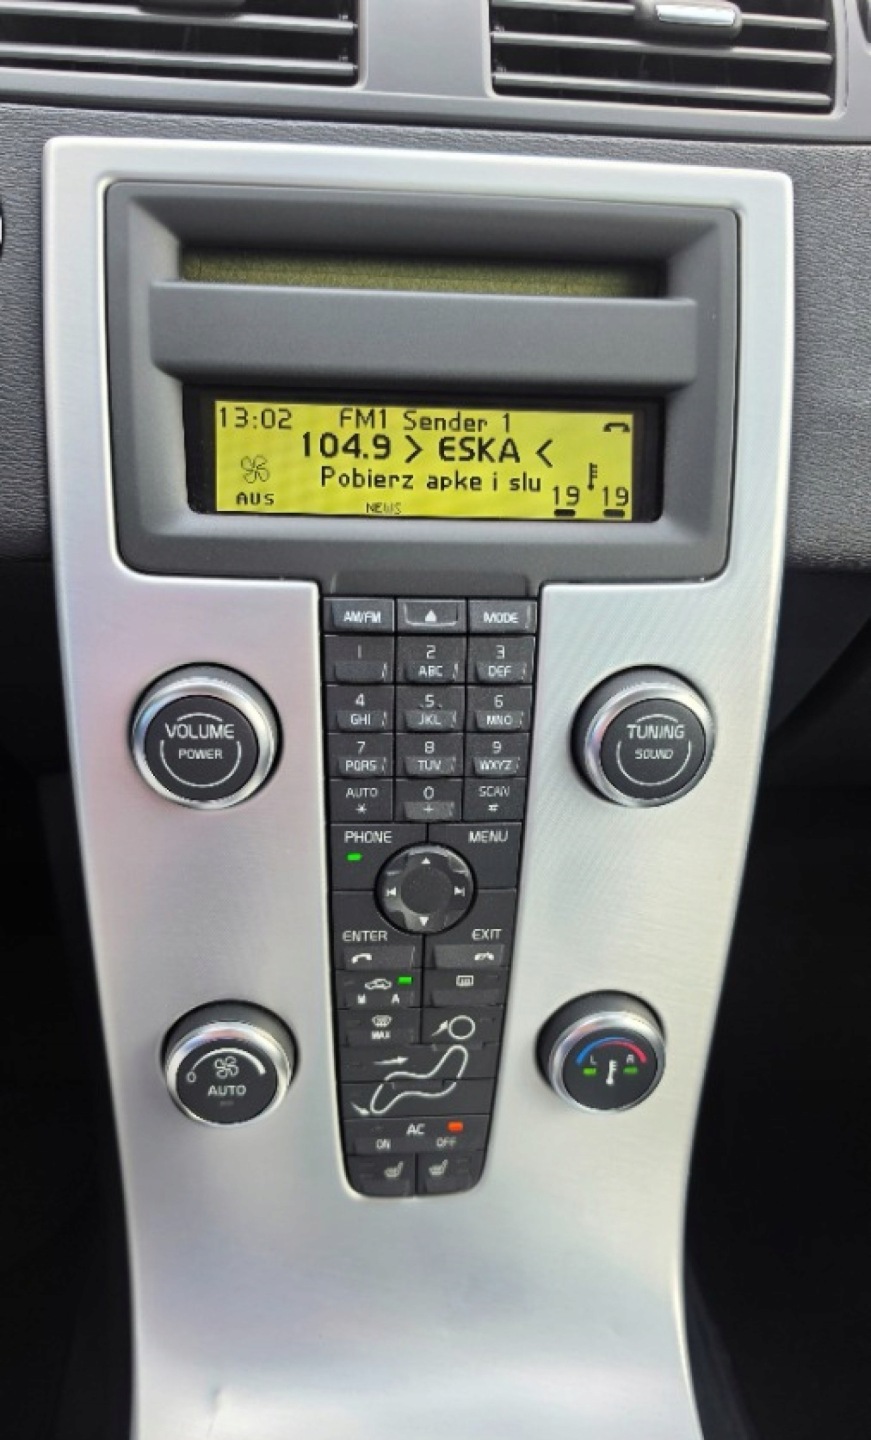 13:02 FM1 Sender 1
104.9 > ESKA <
Pobierz apke i slu
AUS NEWS 19 19
AM/FM MODE
1 2 3
ABC DEF
4 5 6
GHI JKL MNO
VOLUME
POWER
TUNING
SOUND
7 8 9
PQRS TUV WXYZ
AUTO 0 SCAN
* + #
PHONE MENU
ENTER EXIT
M A
MAX
0
AUTO
L R
AC
ON OFF